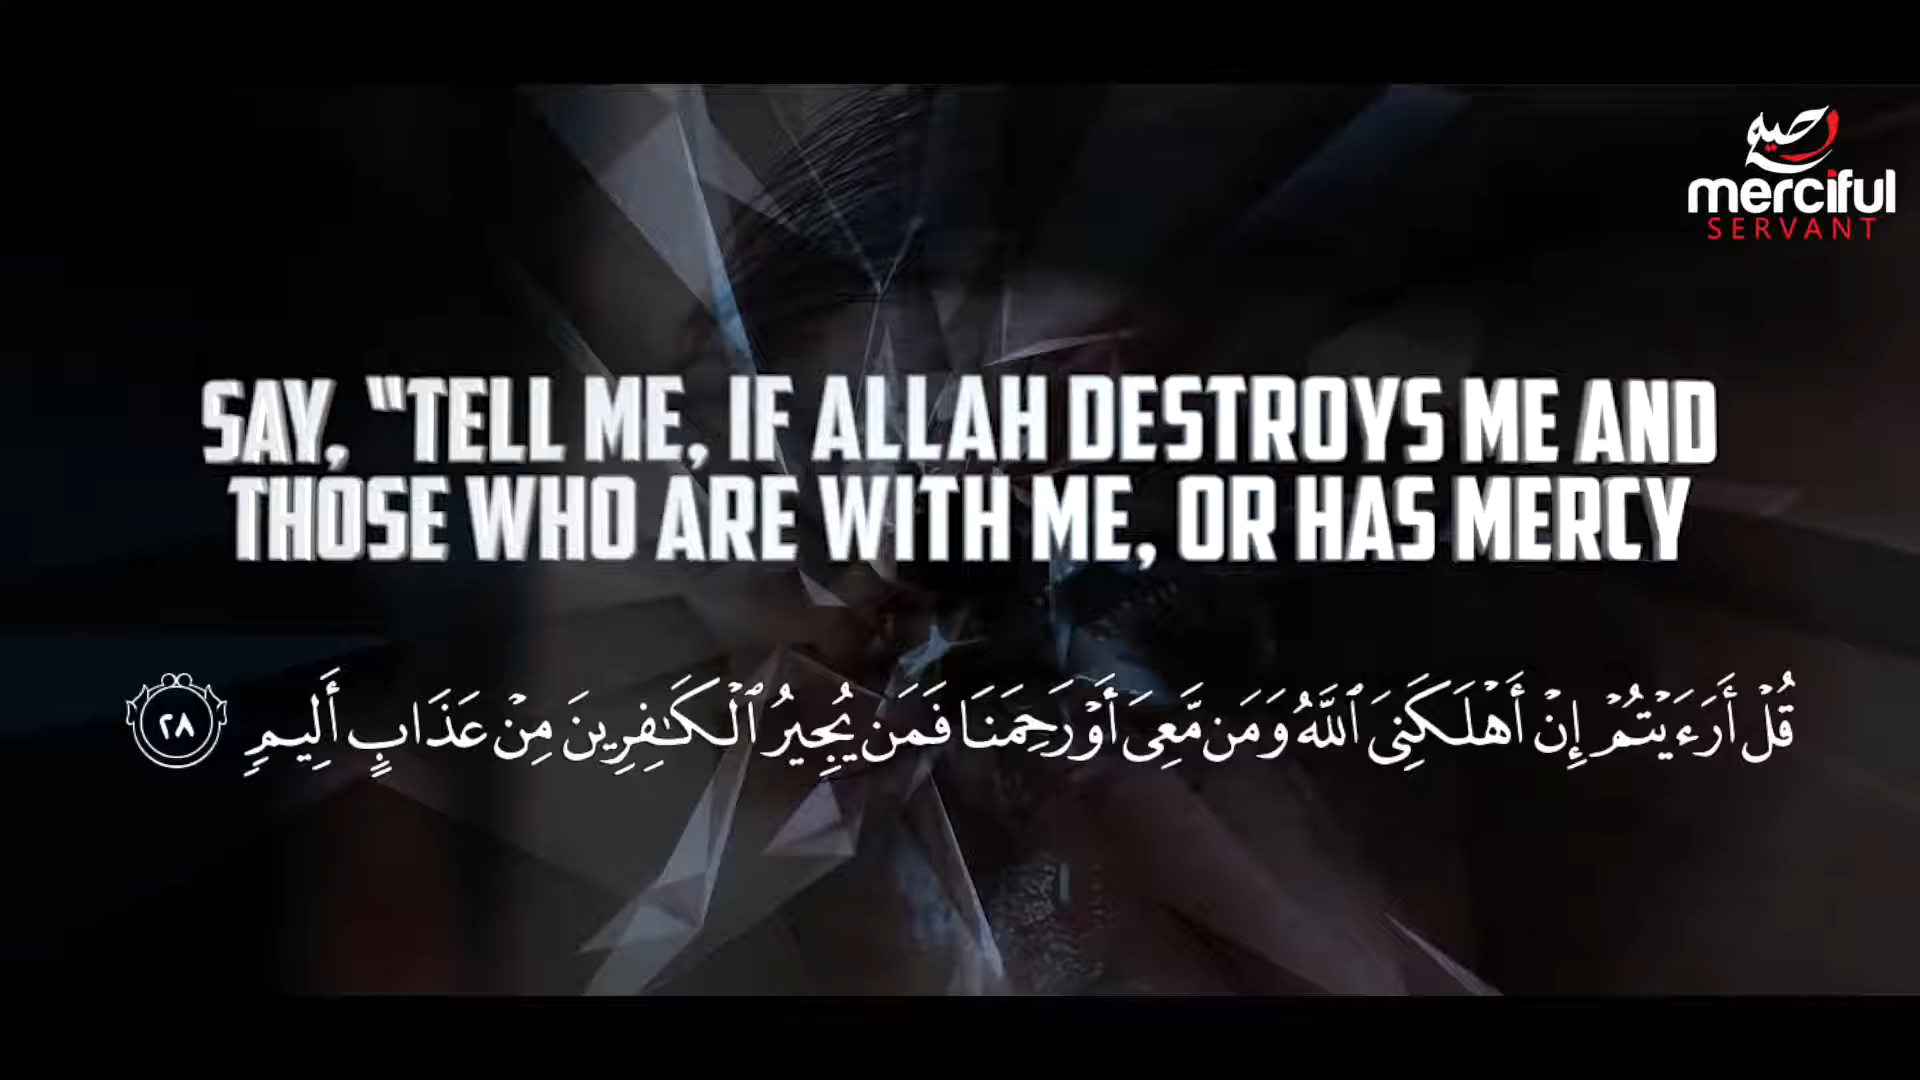 رحيم
merciful
SERVANT
SAY, “TELL ME, IF ALLAH DESTROYS ME AND
THOSE WHO ARE WITH ME, OR HAS MERCY
قُلْ أَرَءَيْتُمْ إِنْ أَهْلَكَنِىَ ٱللَّهُ وَمَن مَّعِىَ أَوْ رَحِمَنَا فَمَن يُجِيرُ ٱلْكَـٰفِرِينَ مِنْ عَذَابٍ أَلِيمٍ ٢٨